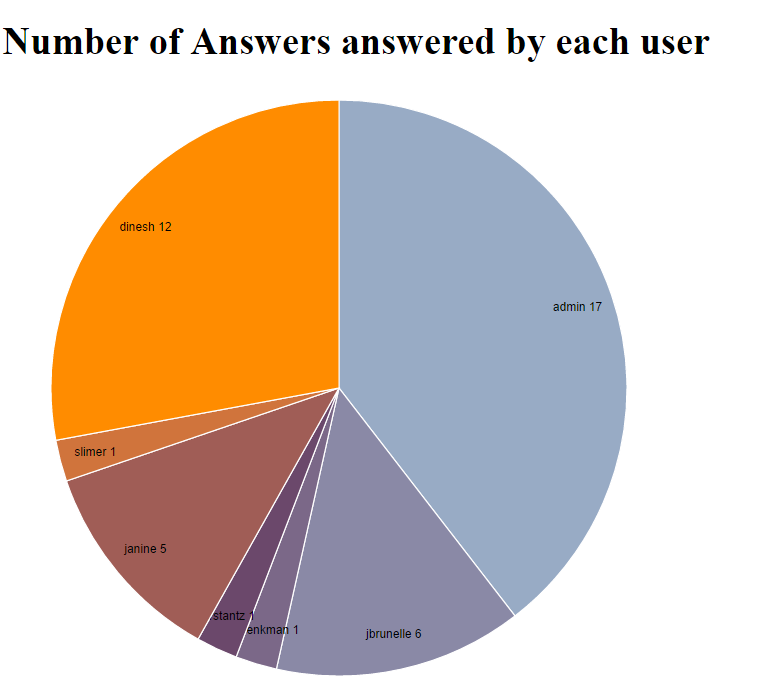 Number of Answers answered by each user
dinesh 12
admin 17
slimer 1
janine 5
stantz 1
enkman 1
jbrunelle 6